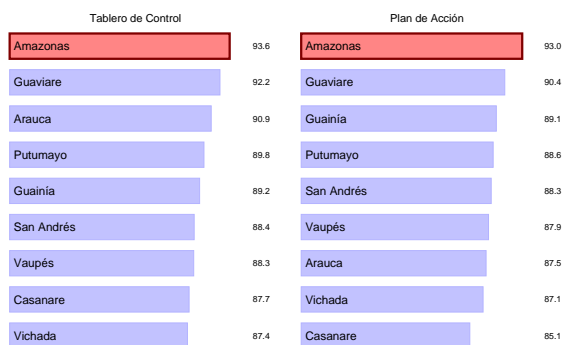 Tablero de Control
Amazonas 93.6
Guaviare 92.2
Arauca 90.9
Putumayo 89.8
Guainía 89.2
San Andrés 88.4
Vaupés 88.3
Casanare 87.7
Vichada 87.4
Plan de Acción
Amazonas 93.0
Guaviare 90.4
Guainía 89.1
Putumayo 88.6
San Andrés 88.3
Vaupés 87.9
Arauca 87.5
Vichada 87.1
Casanare 85.1